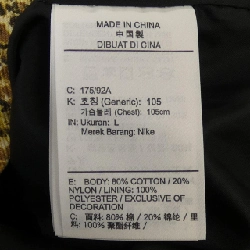 MADE IN CHINA
中国製
DIBUAT DI CINA
C: 175/92A
K: 호칭 (Generic): 105
가슴둘레 (Chest): 105cm
IN: Ukuran: L
Merek Barang: Nike
E: BODY: 80% COTTON / 20%
NYLON / LINING: 100%
POLYESTER / EXCLUSIVE OF
DECORATION
C: 面料: 80% 棉 / 20% 锦纶 / 里
料: 100% 聚酯纤维 /